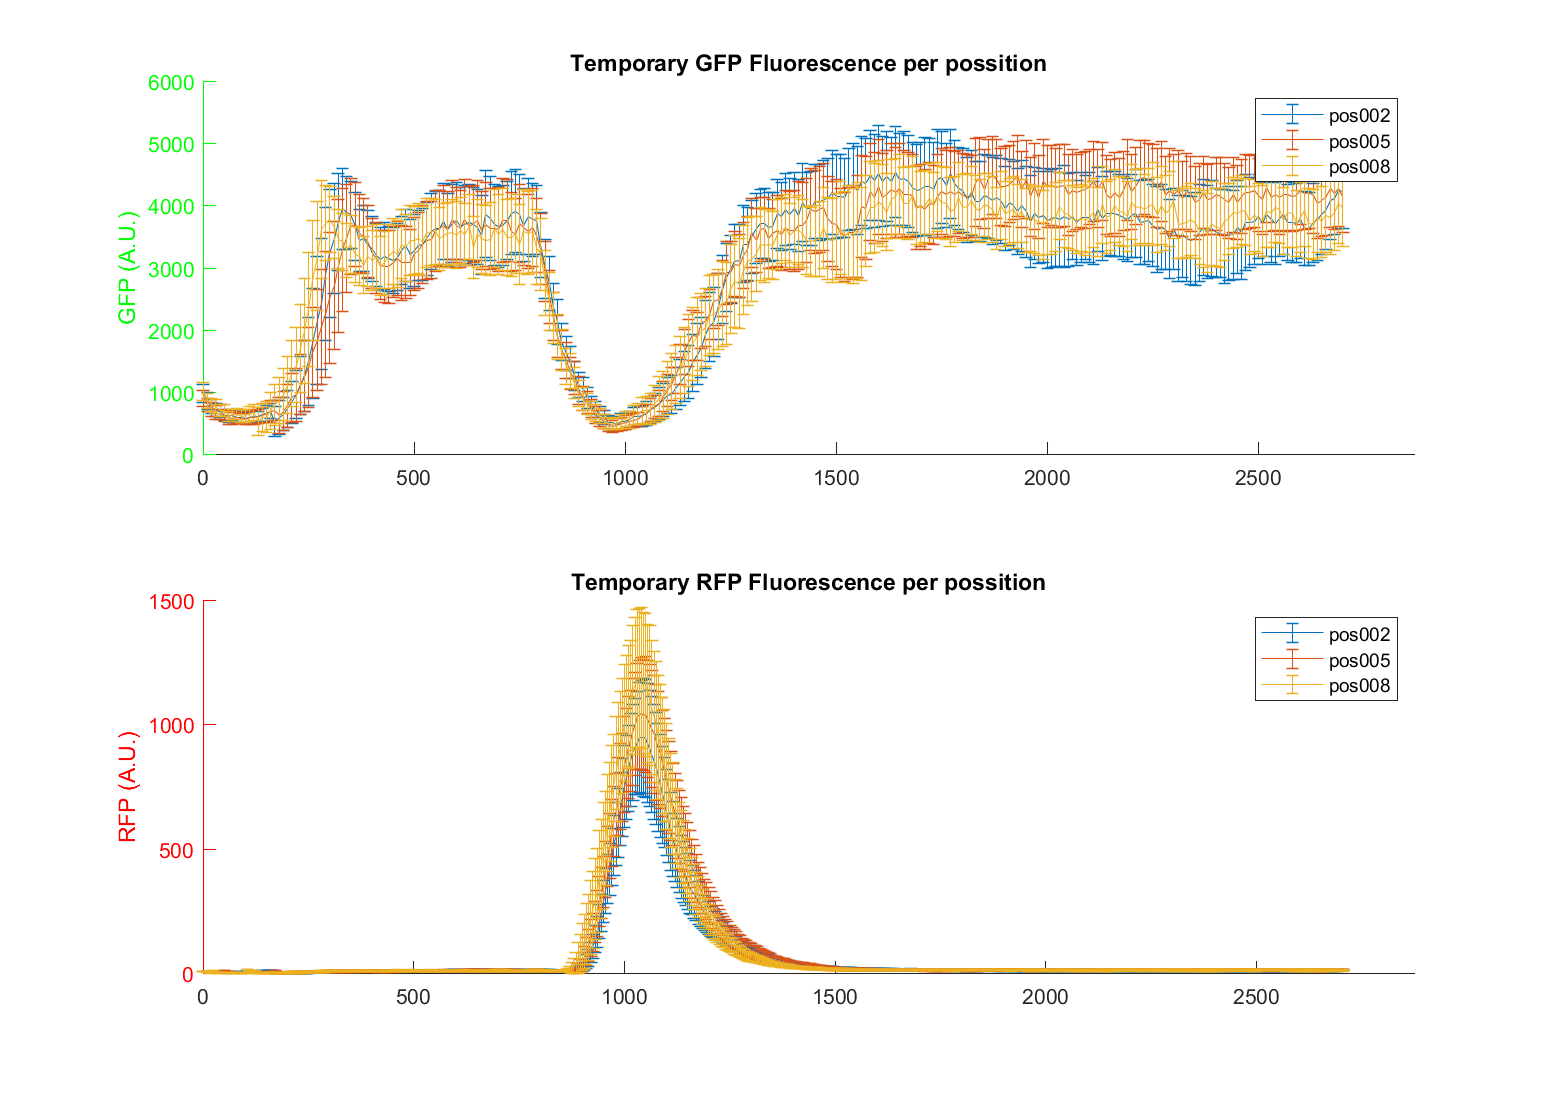 Temporary GFP Fluorescence per possition
GFP (A.U.)
6000
5000
4000
3000
2000
1000
0
0 500 1000 1500 2000 2500
pos002
pos005
pos008
Temporary RFP Fluorescence per possition
RFP (A.U.)
1500
1000
500
0
0 500 1000 1500 2000 2500
pos002
pos005
pos008